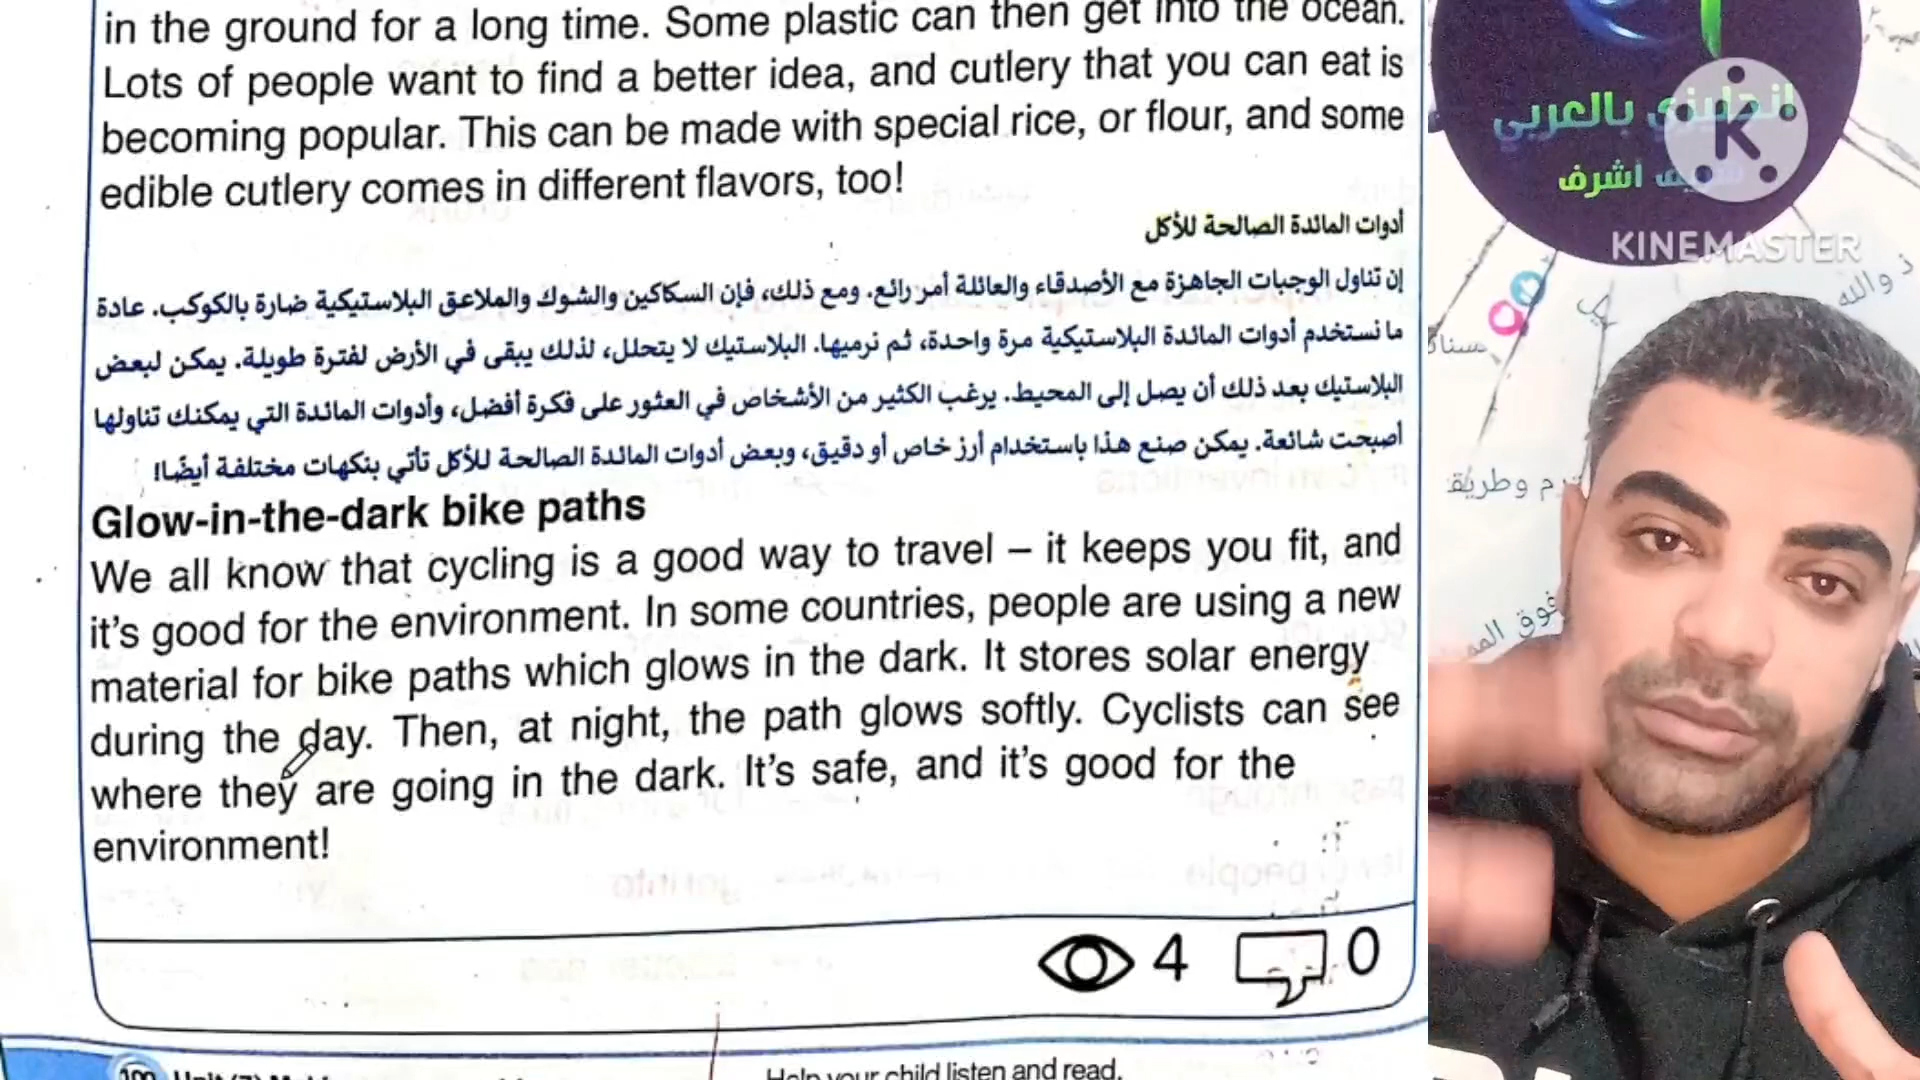 in the ground for a long time. Some plastic can then get into the ocean.
Lots of people want to find a better idea, and cutlery that you can eat is
becoming popular. This can be made with special rice, or flour, and some
edible cutlery comes in different flavors, too!
أدوات المائدة الصالحة للأكل
إن تناول الوجبات الجاهزة مع الأصدقاء والعائلة أمر رائع. ومع ذلك، فإن السكاكين والشوك والملاعق البلاستيكية ضارة بالكوكب. عادة
ما نستخدم أدوات المائدة البلاستيكية مرة واحدة، ثم نرميها. البلاستيك لا يتحلل، لذلك يبقى في الأرض لفترة طويلة. يمكن لبعض
البلاستيك بعد ذلك أن يصل إلى المحيط. يرغب الكثير من الأشخاص في العثور على فكرة أفضل، وأدوات المائدة التي يمكنك تناولها
أصبحت شائعة. يمكن صنع هذا باستخدام أرز خاص أو دقيق، وبعض أدوات المائدة الصالحة للأكل تأتي بنكهات مختلفة أيضًا!
Glow-in-the-dark bike paths
We all know that cycling is a good way to travel – it keeps you fit, and
it's good for the environment. In some countries, people are using a new
material for bike paths which glows in the dark. It stores solar energy
during the day. Then, at night, the path glows softly. Cyclists can see
where they are going in the dark. It's safe, and it's good for the
environment!
4 0
Help your child listen and read.
انجليزي بالعربي
أشرف
KINEMASTER